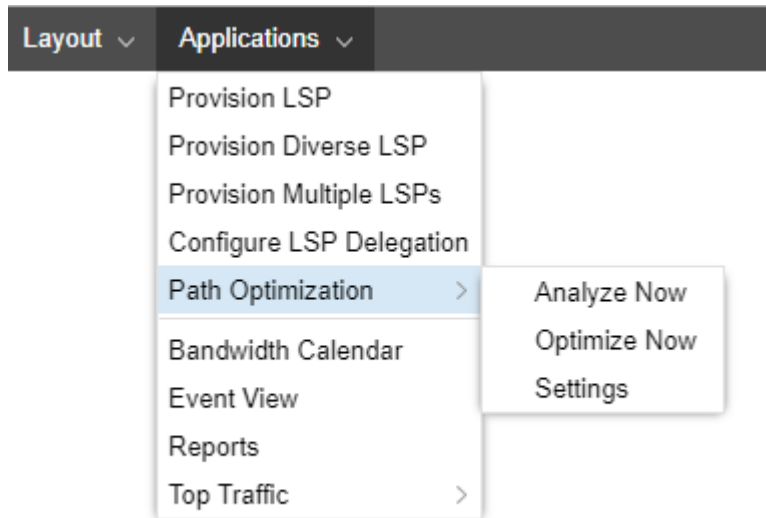 Layout
Applications
Provision LSP
Provision Diverse LSP
Provision Multiple LSPs
Configure LSP Delegation
Path Optimization
Analyze Now
Optimize Now
Settings
Bandwidth Calendar
Event View
Reports
Top Traffic